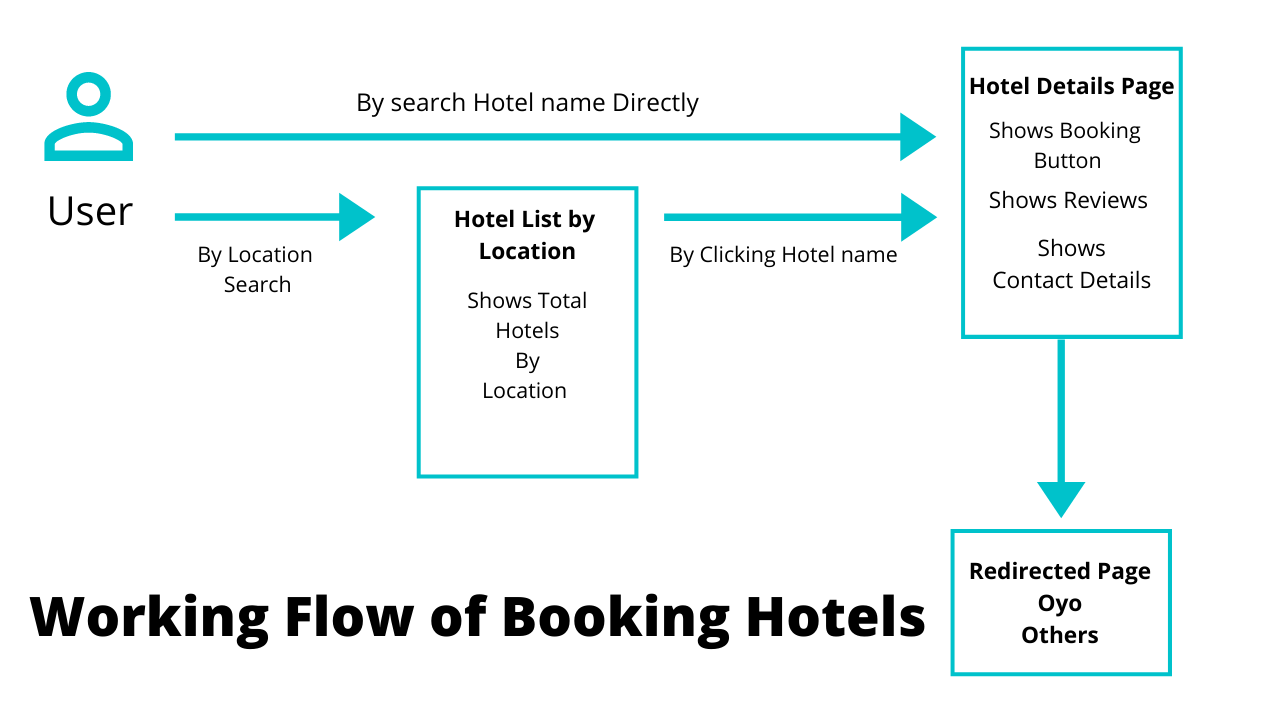 By search Hotel name Directly
User
By Location
Search
Hotel List by
Location
Shows Total
Hotels
By
Location
By Clicking Hotel name
Hotel Details Page
Shows Booking
Button
Shows Reviews
Shows
Contact Details
Redirected Page
Oyo
Others
Working Flow of Booking Hotels